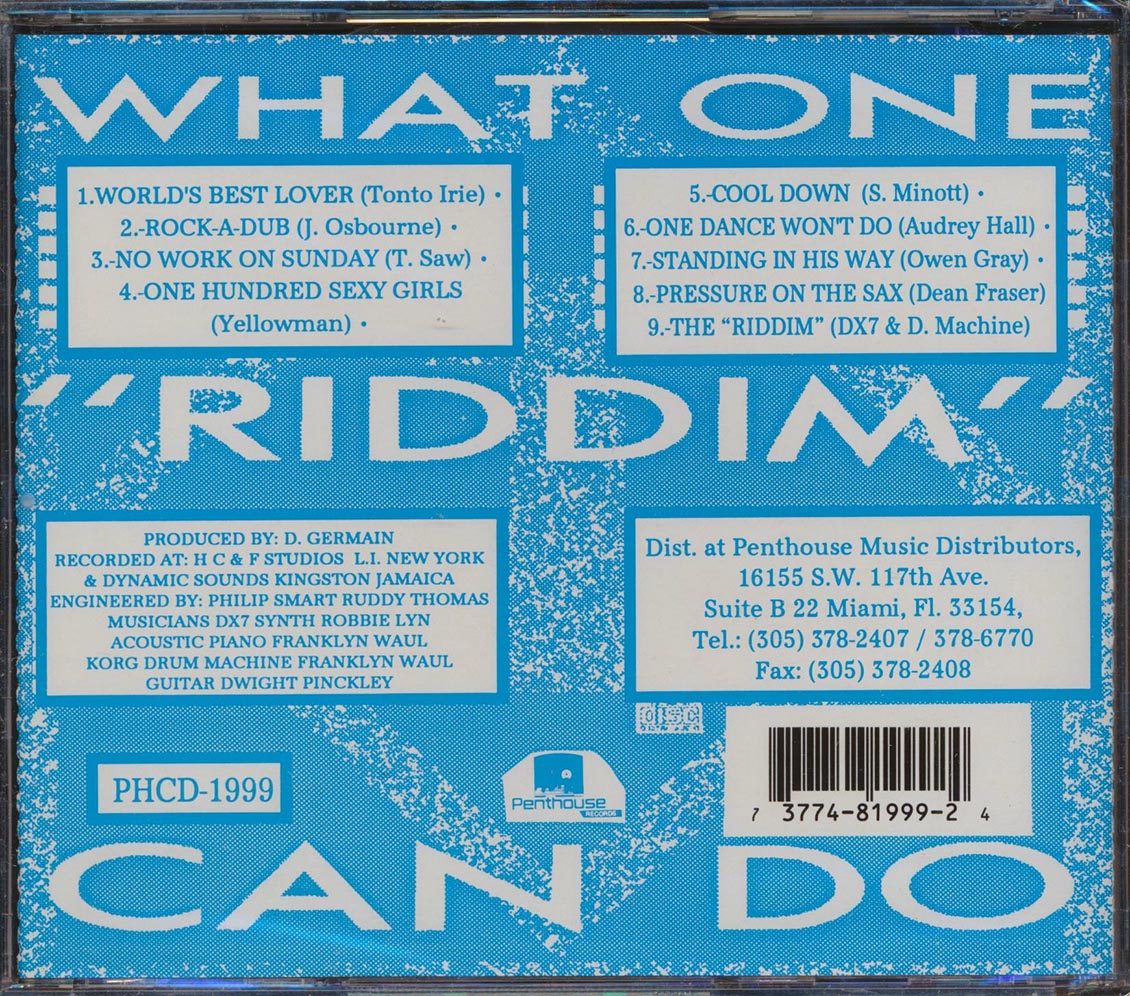 WHAT ONE
1.WORLD'S BEST LOVER (Tonto Irie) •
2.-ROCK-A-DUB (J. Osbourne) •
3.-NO WORK ON SUNDAY (T. Saw) •
4.-ONE HUNDRED SEXY GIRLS
(Yellowman) •
5.-COOL DOWN (S. Minott) •
6.-ONE DANCE WON'T DO (Audrey Hall) •
7.-STANDING IN HIS WAY (Owen Gray) •
8.-PRESSURE ON THE SAX (Dean Fraser)
9.-THE “RIDDIM” (DX7 & D. Machine)
"RIDDIM"
PRODUCED BY: D. GERMAIN
RECORDED AT: H C & F STUDIOS L.I. NEW YORK
& DYNAMIC SOUNDS KINGSTON JAMAICA
ENGINEERED BY: PHILIP SMART RUDDY THOMAS
MUSICIANS DX7 SYNTH ROBBIE LYN
ACOUSTIC PIANO FRANKLYN WAUL
KORG DRUM MACHINE FRANKLYN WAUL
GUITAR DWIGHT PINCKLEY
Dist. at Penthouse Music Distributors,
16155 S.W. 117th Ave.
Suite B 22 Miami, Fl. 33154,
Tel.: (305) 378-2407 / 378-6770
Fax: (305) 378-2408
disc
PHCD-1999
Penthouse
RECORDS
7 3774-81999-2 4
CAN DO